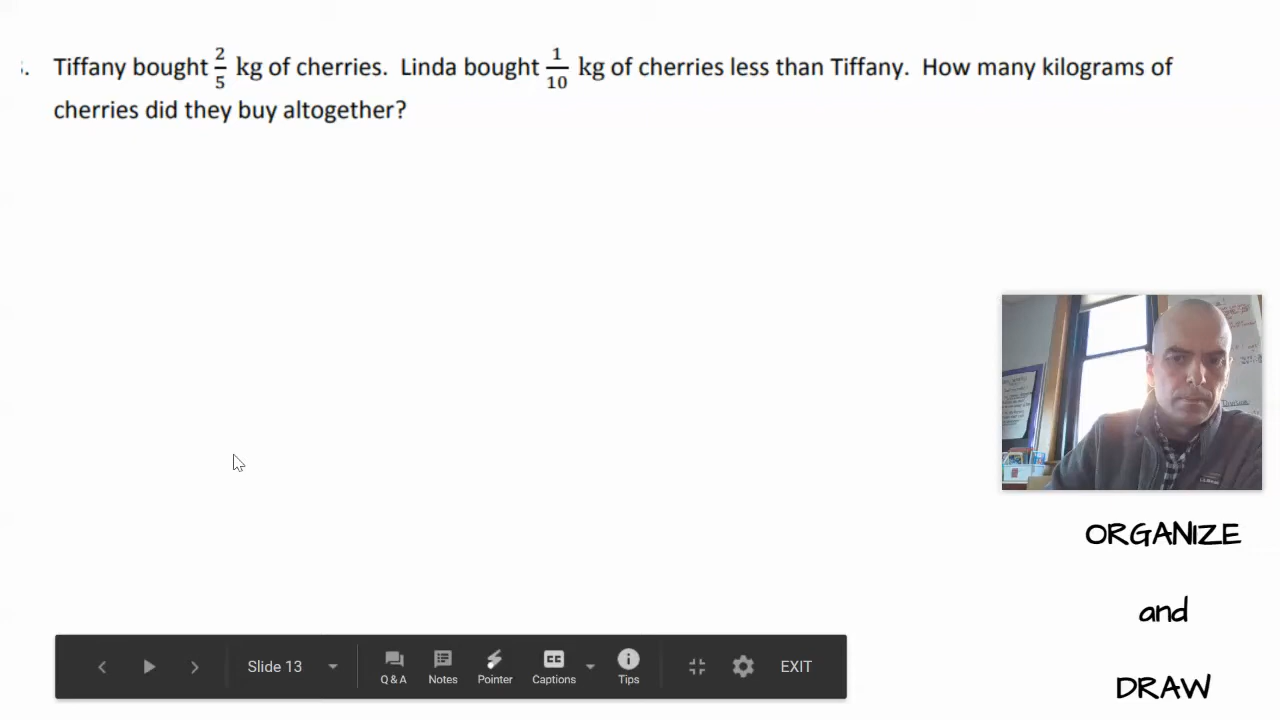 . Tiffany bought 2/5 kg of cherries. Linda bought 1/10 kg of cherries less than Tiffany. How many kilograms of
cherries did they buy altogether?
ORGANIZE
and
DRAW
Slide 13
Q & A
Notes
Pointer
CC
Captions
Tips
EXIT